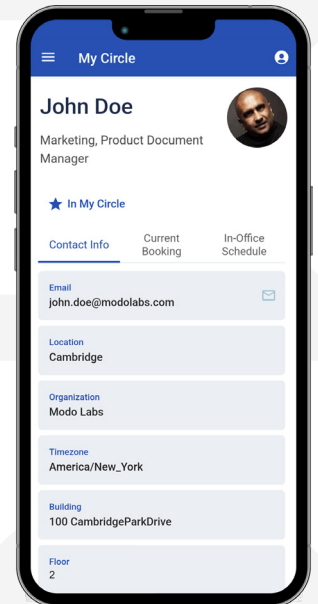 My Circle
John Doe
Marketing, Product Document
Manager
In My Circle
Contact Info
Current
Booking
In-Office
Schedule
Email
john.doe@modolabs.com
Location
Cambridge
Organization
Modo Labs
Timezone
America/New_York
Building
100 CambridgeParkDrive
Floor
2